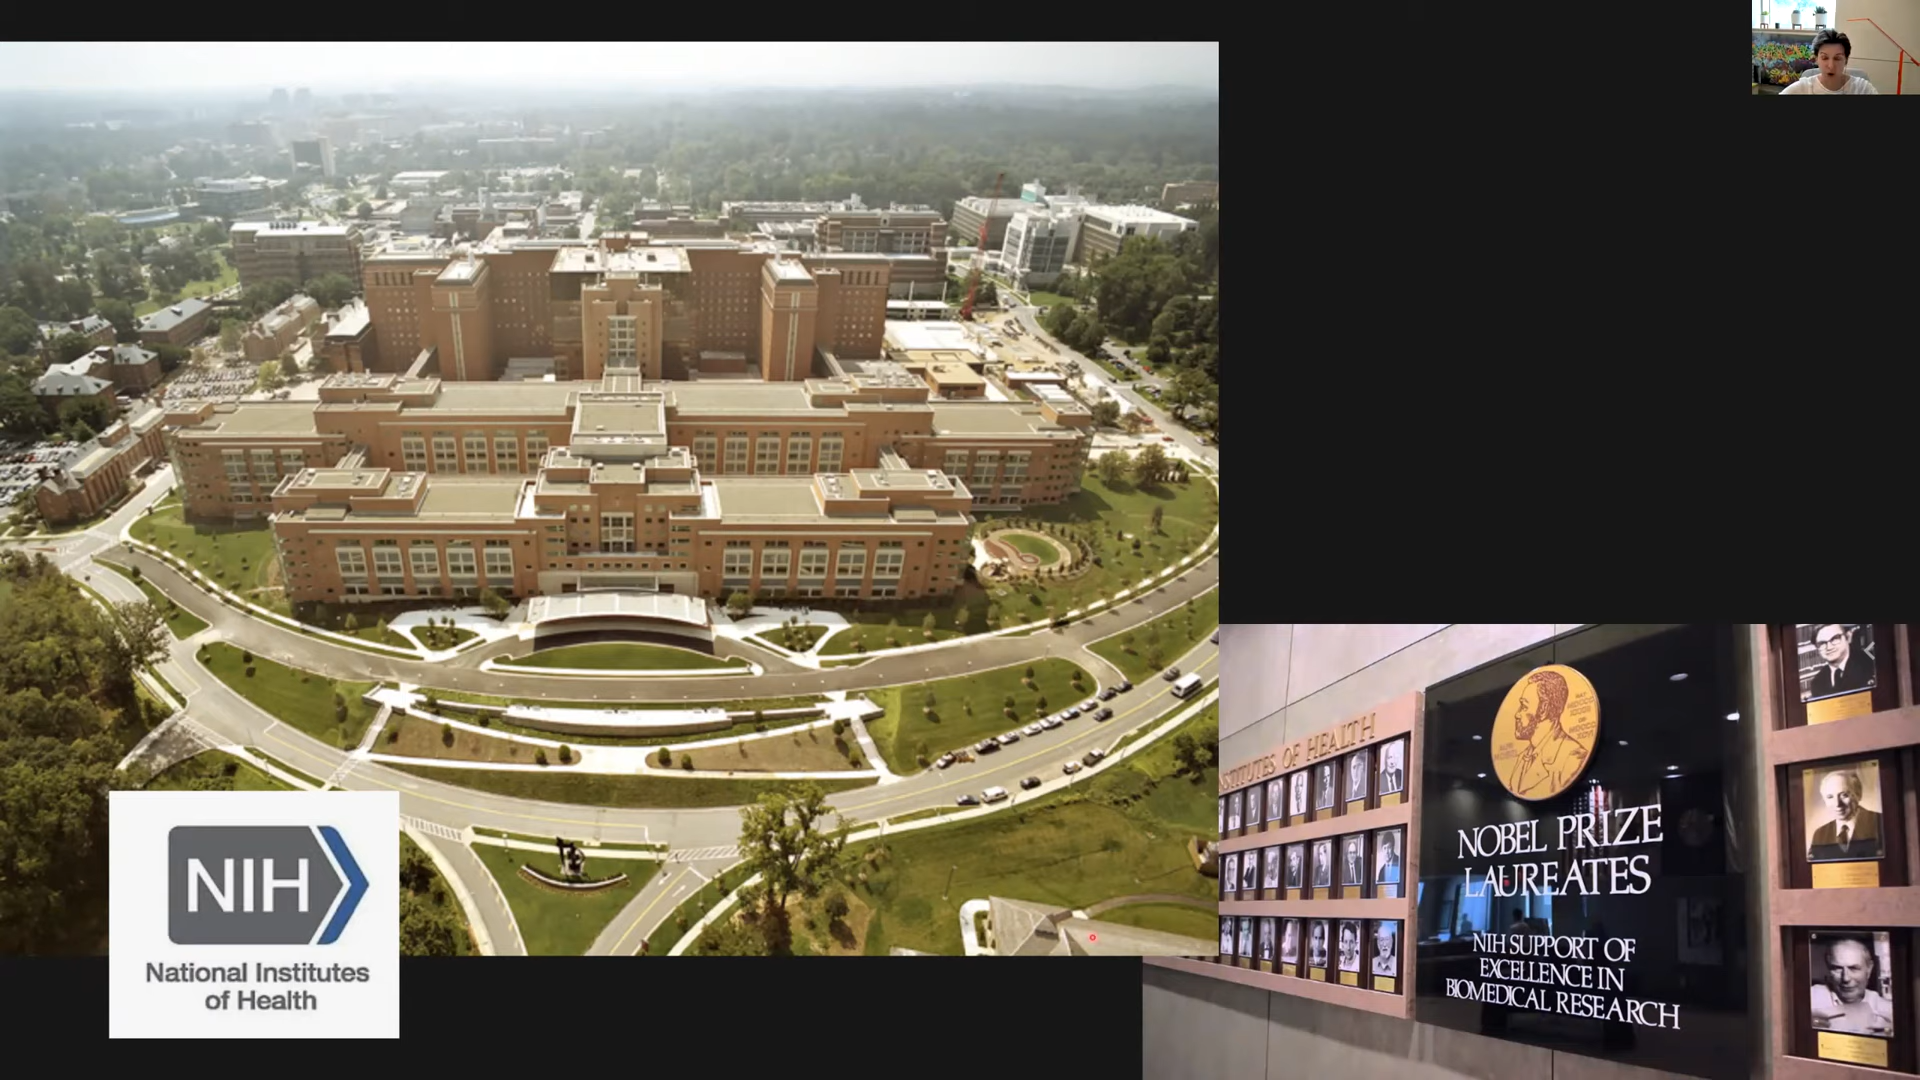 NIH
National Institutes
of Health
INSTITUTES OF HEALTH
NOBEL PRIZE
LAUREATES
NIH SUPPORT OF
EXCELLENCE IN
BIOMEDICAL RESEARCH